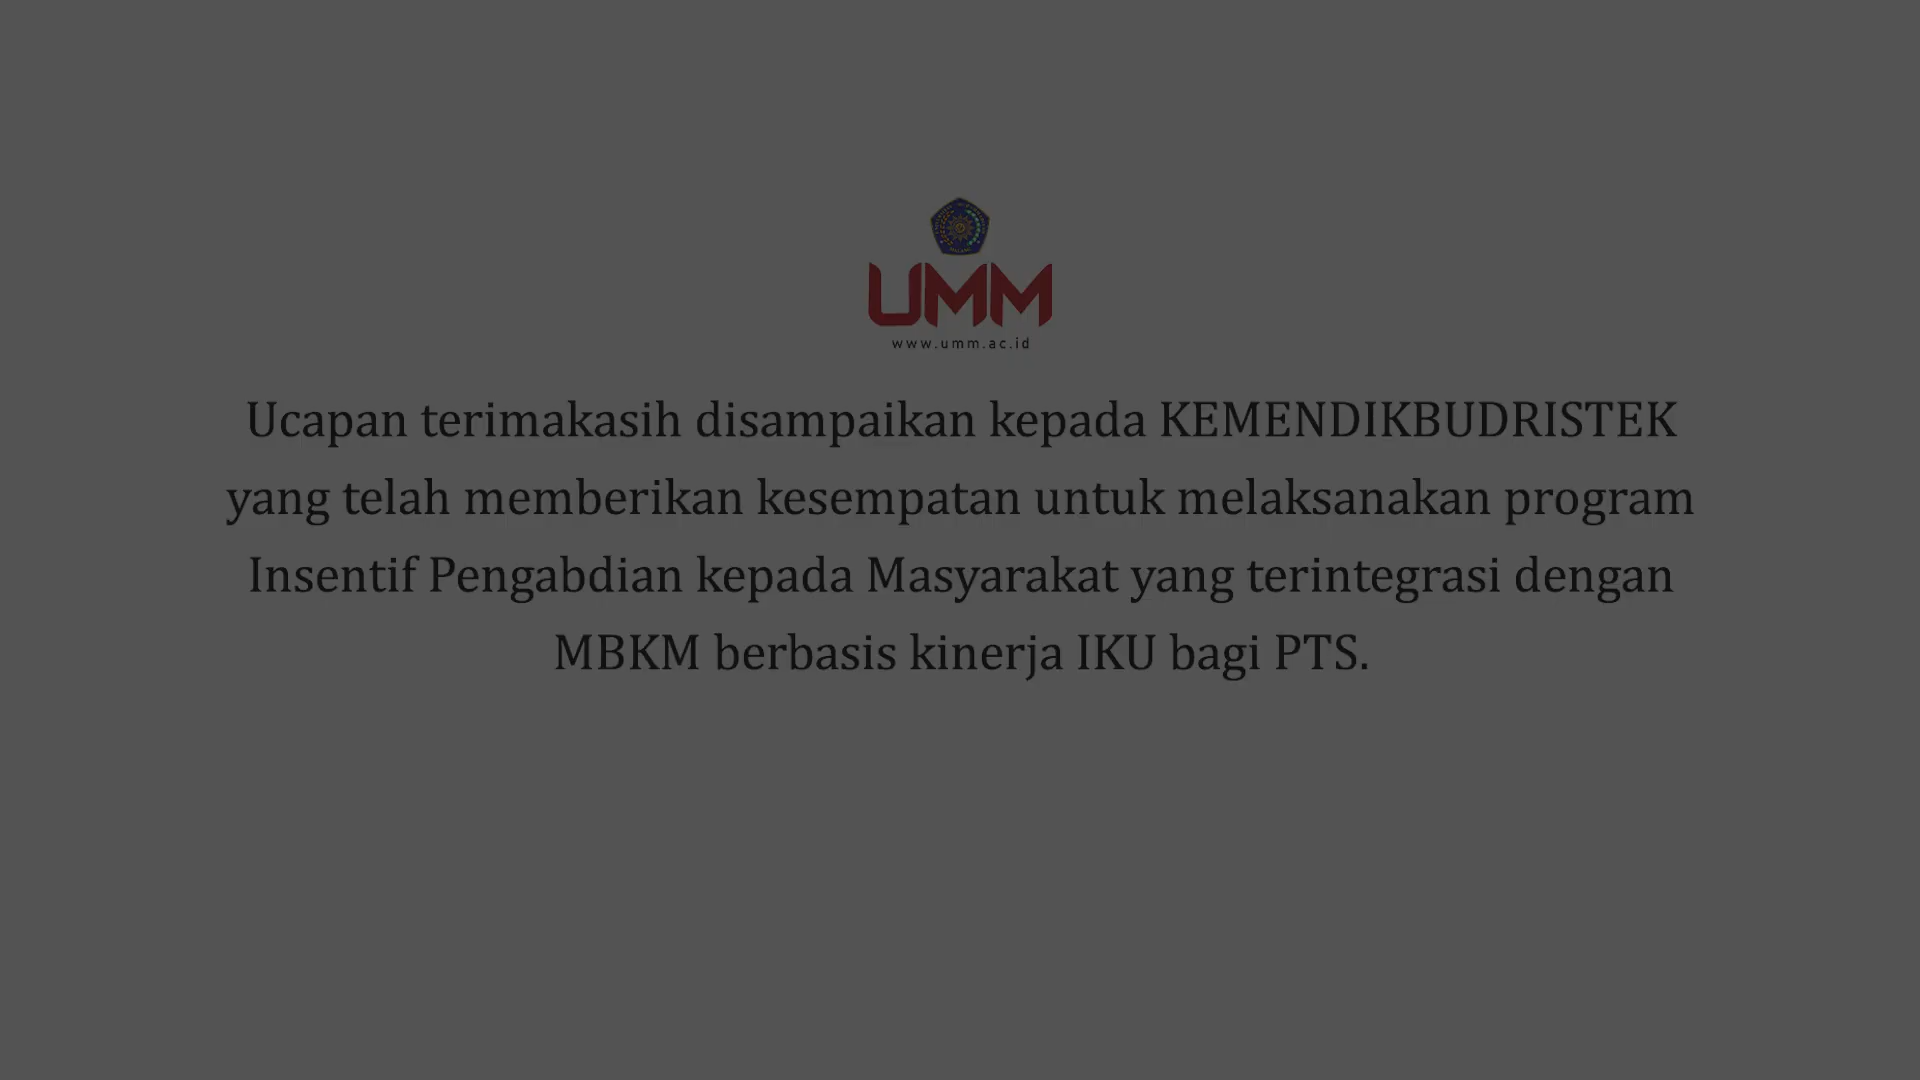 UMM
www.umm.ac.id
Ucapan terimakasih disampaikan kepada KEMENDIKBUDRISTEK
yang telah memberikan kesempatan untuk melaksanakan program
Insentif Pengabdian kepada Masyarakat yang terintegrasi dengan
MBKM berbasis kinerja IKU bagi PTS.